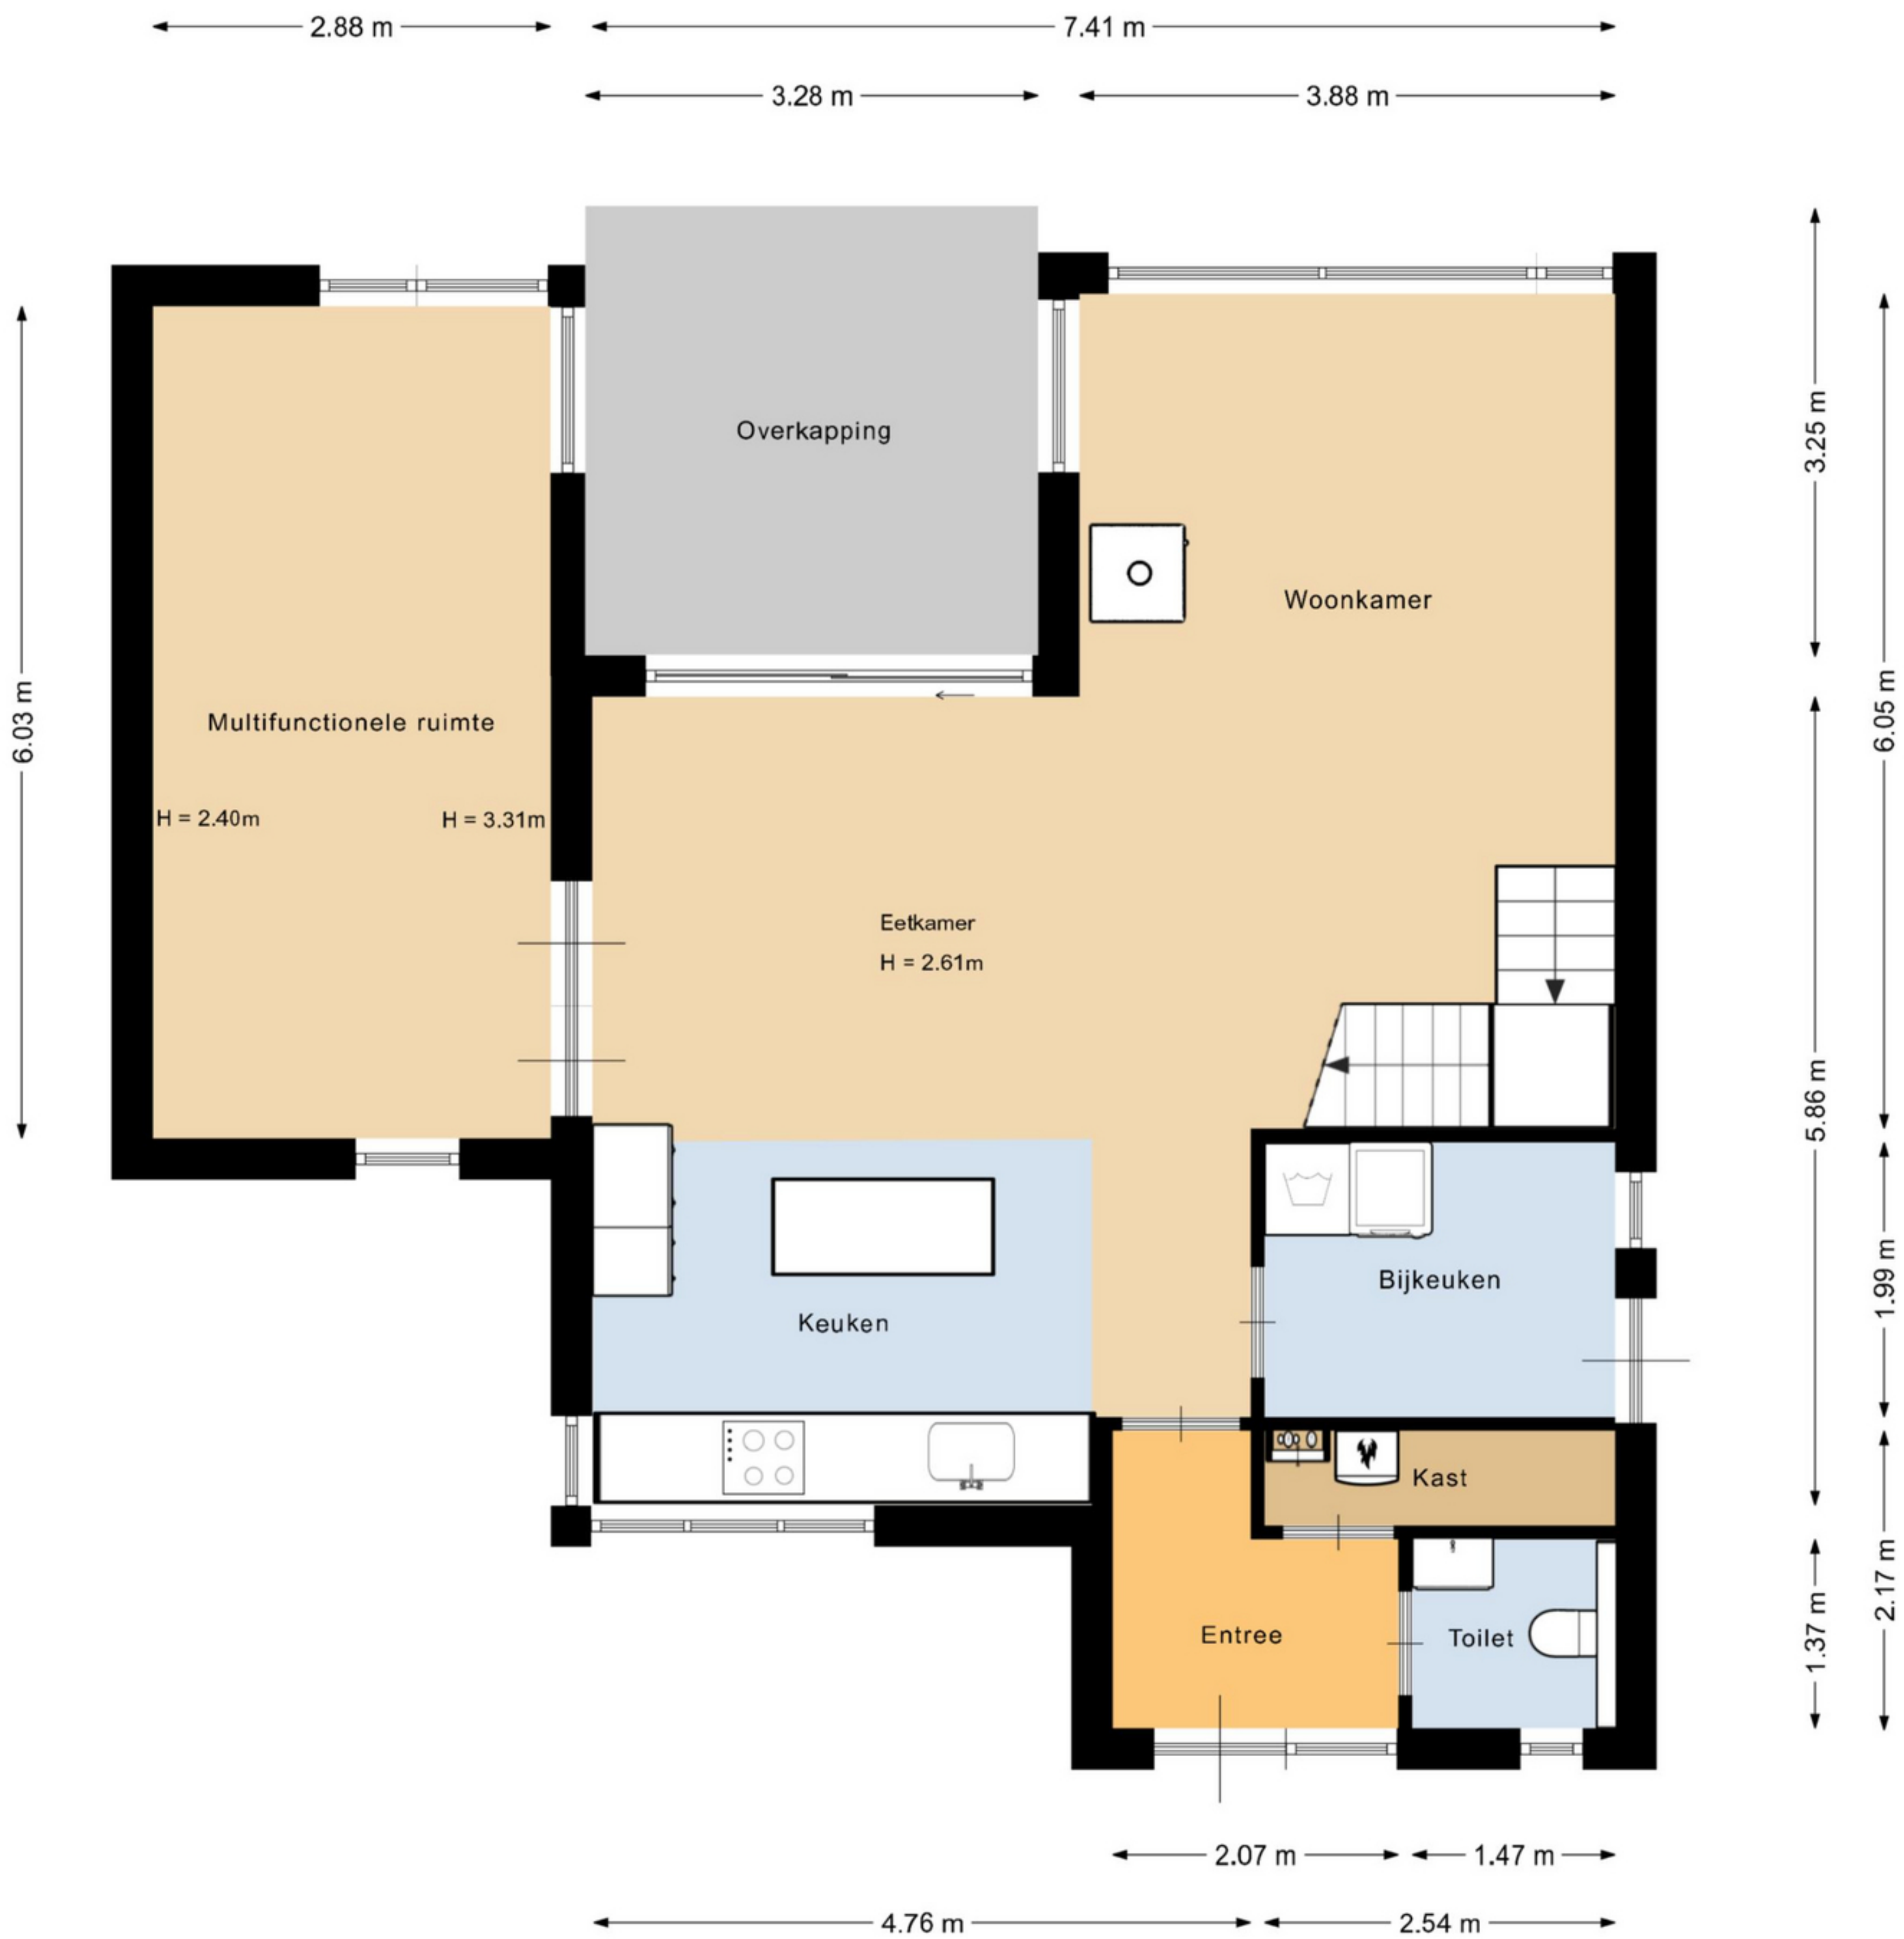 2.88 m
7.41 m
3.28 m
3.88 m
Overkapping
3.25 m
Woonkamer
6.03 m
Multifunctionele ruimte
6.05 m
H = 2.40m
H = 3.31m
Eetkamer
H = 2.61m
5.86 m
Bijkeuken
1.99 m
Keuken
Kast
Entree
Toilet
1.37 m
2.17 m
2.07 m
1.47 m
4.76 m
2.54 m